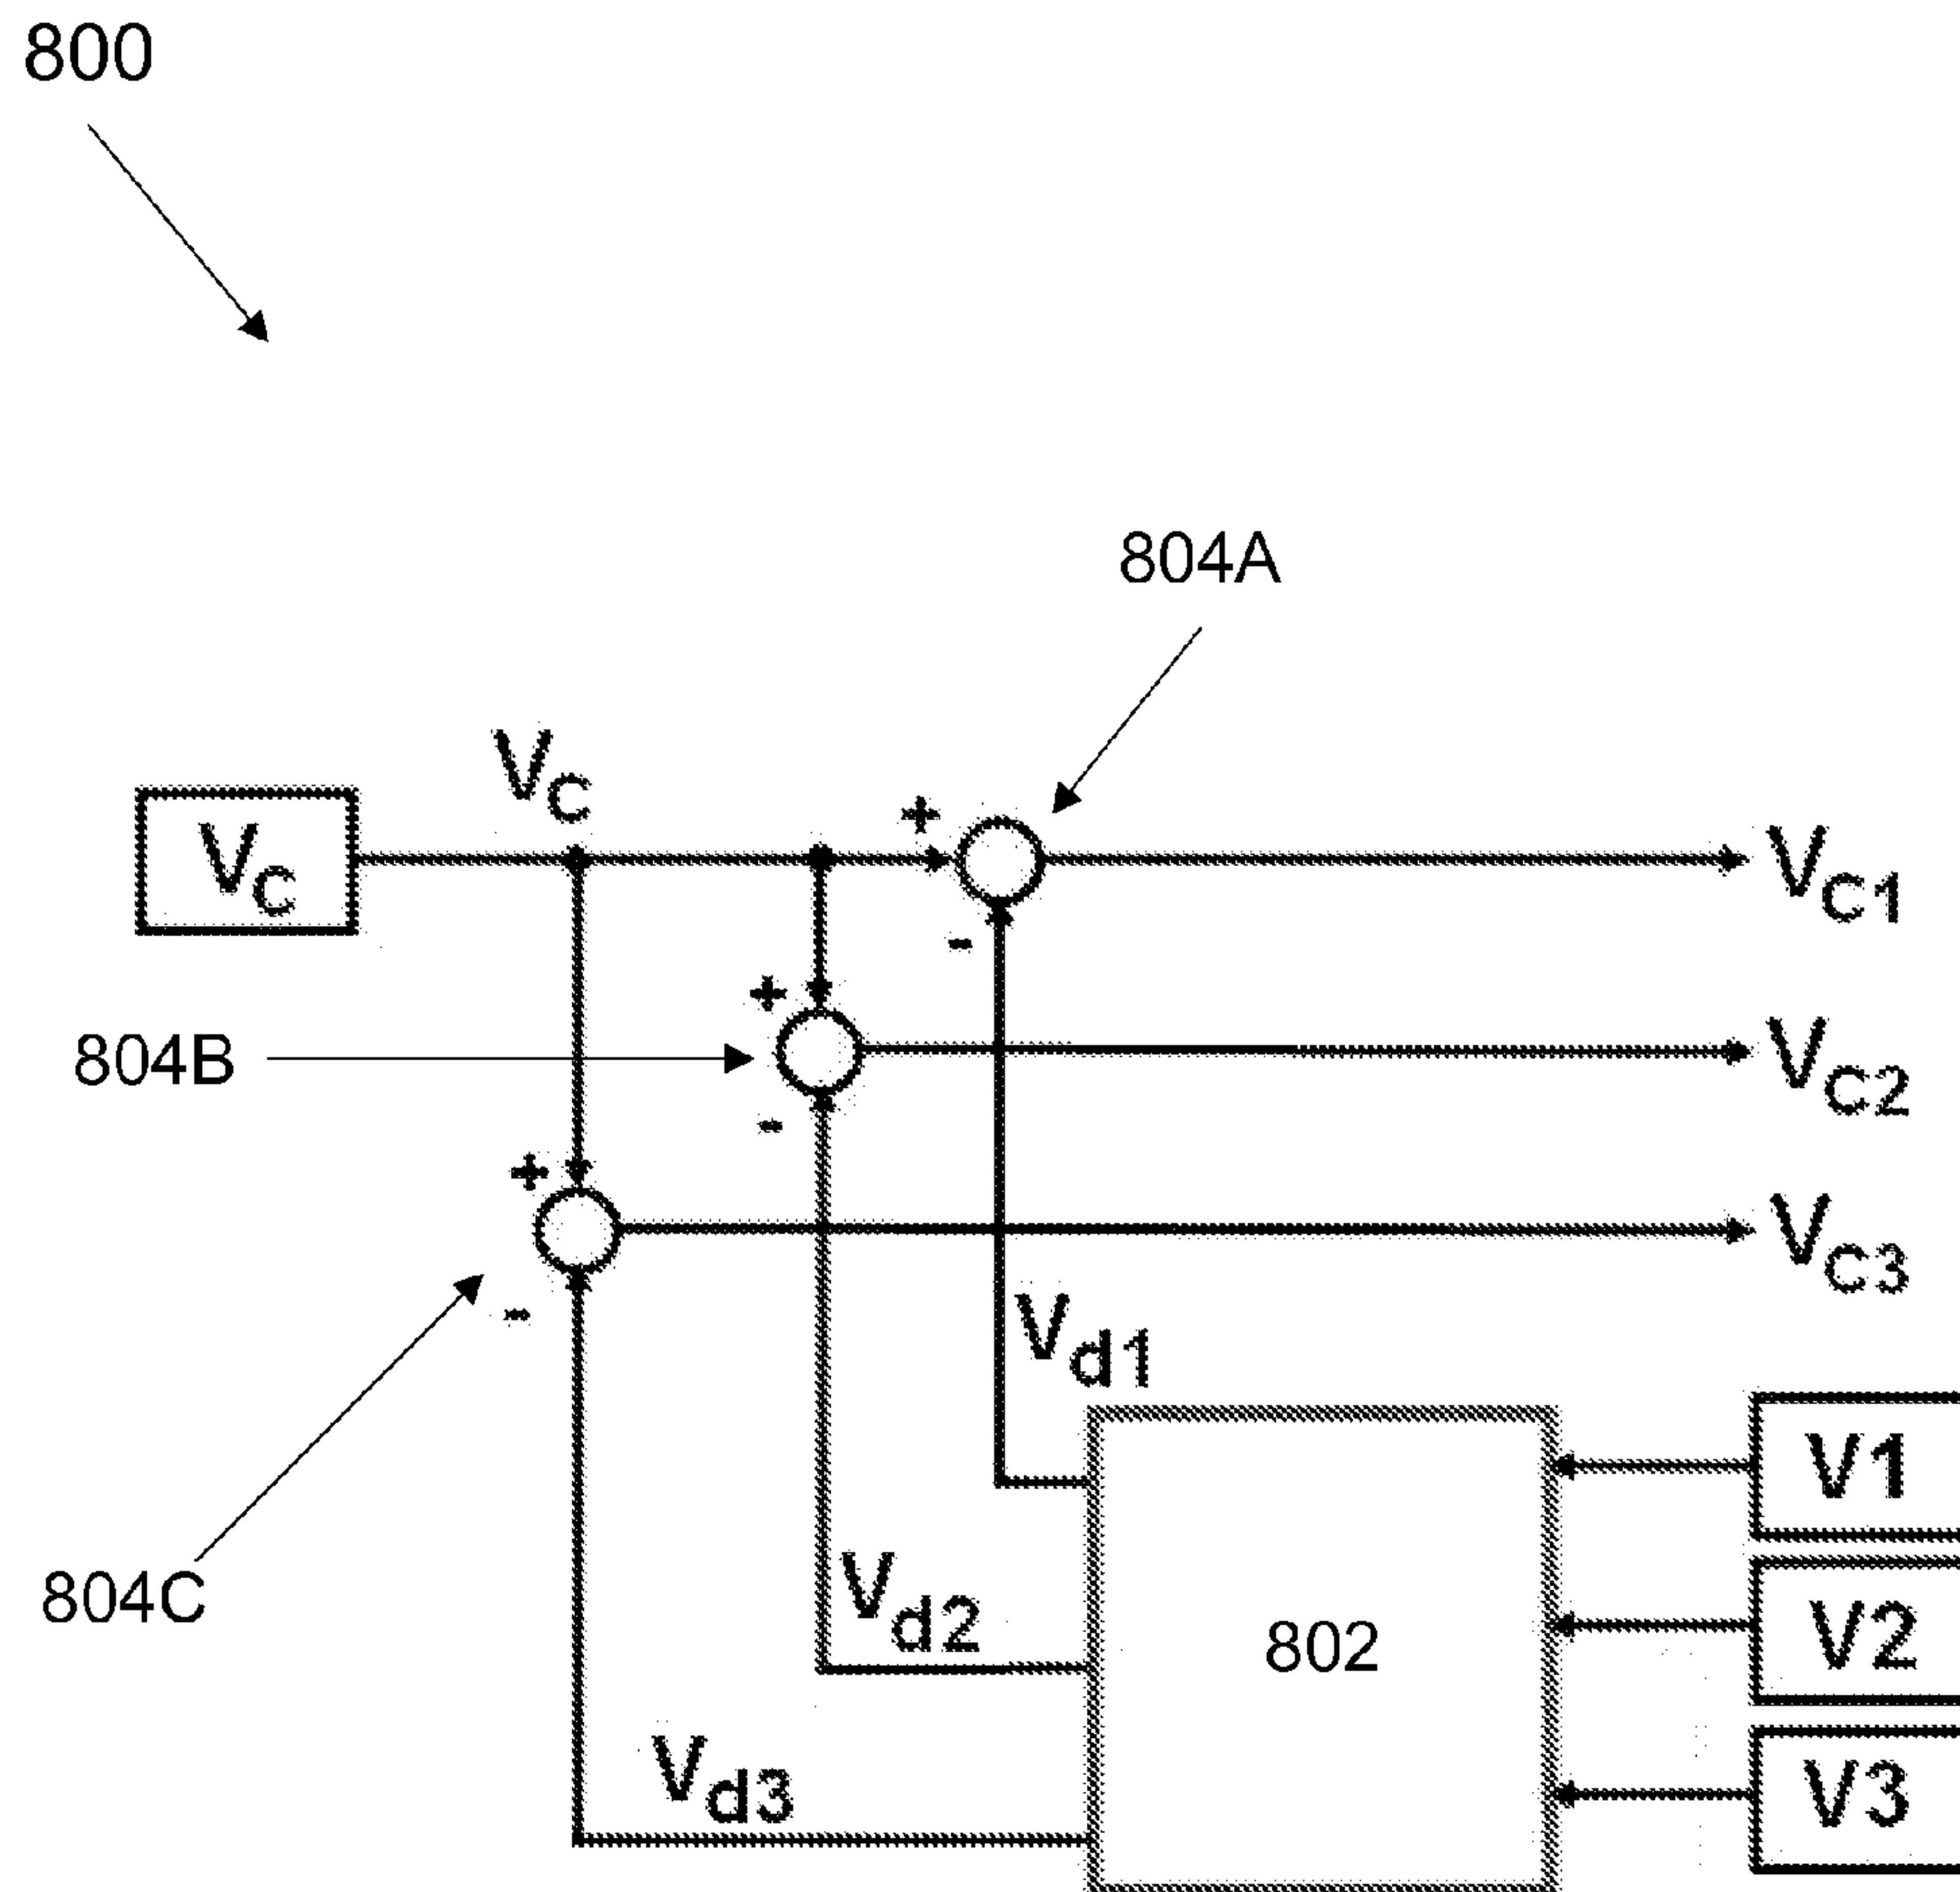 800
804A
VC
+
VC
VC1
-
+
804B
VC2
-
+
VC3
-
Vd1
V1
804C
Vd2
802
V2
Vd3
V3